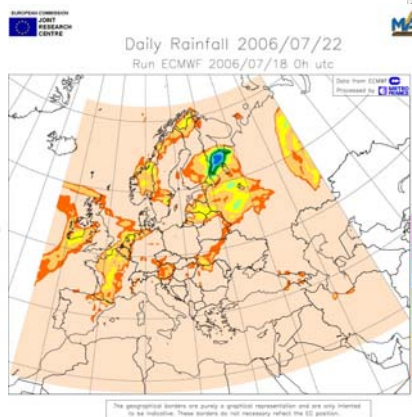 EUROPEAN COMMISSION
JOINT
RESEARCH
CENTRE
Daily Rainfall 2006/07/22
Run ECMWF 2006/07/18 0h utc
Data from ECMWF
Processed by METEO
The geographical borders are purely a graphical representation and are only intended
to be indicative. These borders do not necessary reflect the EC position.